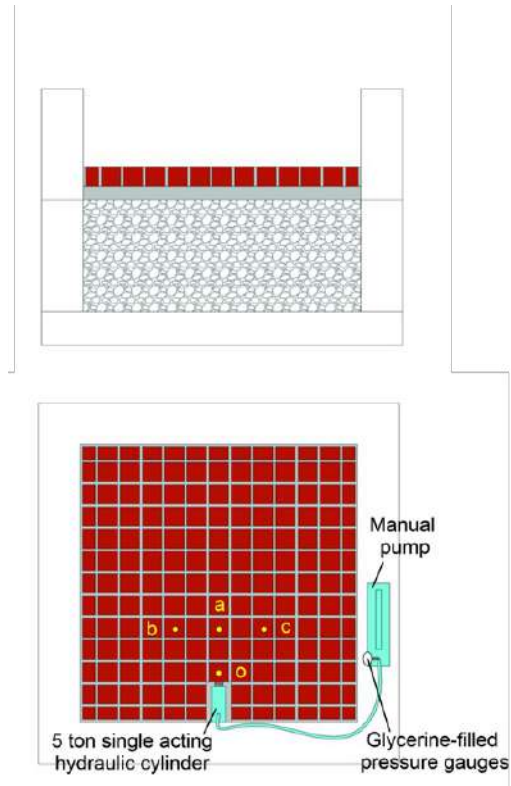 Manual
pump
a
b
c
o
5 ton single acting
hydraulic cylinder
Glycerine-filled
pressure gauges